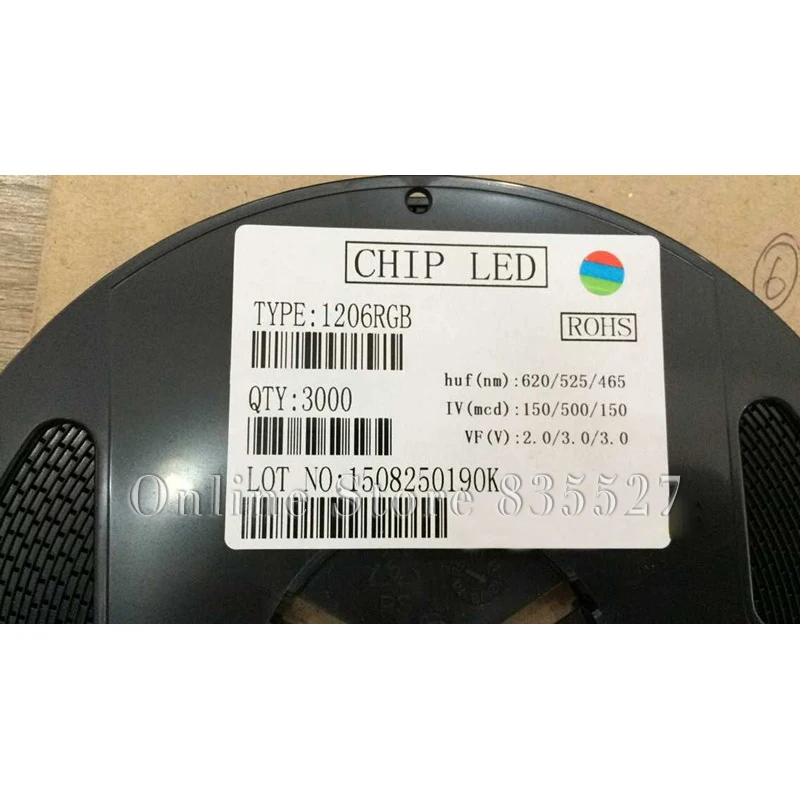 CHIP LED
TYPE:1206RGB
ROHS
huf(nm):620/525/465
QTY:3000
IV(mcd):150/500/150
VF(V):2.0/3.0/3.0
LOT NO:1508250190K
Online Store 835527
6